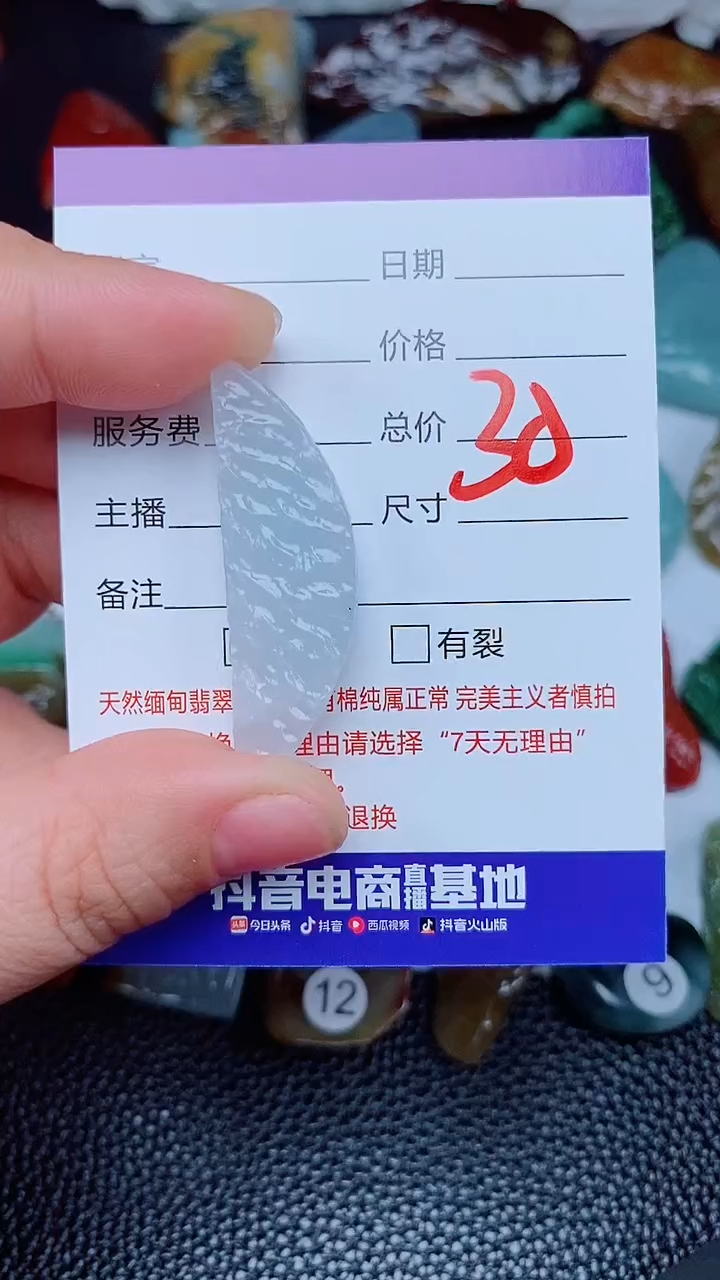 日期
价格
30
服务费 总价
主播 尺寸
备注
有裂
天然缅甸翡翠 棉纯属正常 完美主义者慎拍
换 理由请选择“7天无理由”
退换
抖音电商直播基地
头条 今日头条 抖音 西瓜视频 抖音火山版
12 9